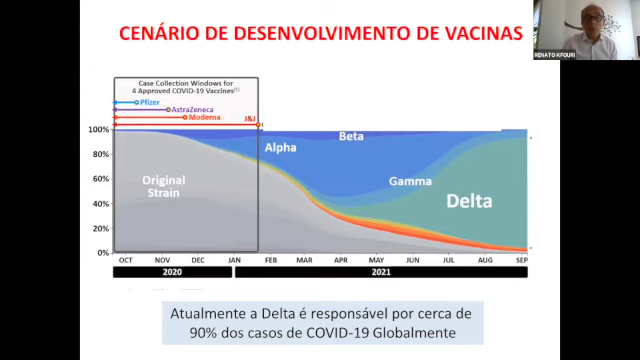 CENÁRIO DE DESENVOLVIMENTO DE VACINAS
RENATO KFOURI
Case Collection Windows for
4 Approved COVID-19 Vaccines(1)
Pfizer
AstraZeneca
Moderna
J&J
100%
80%
60%
40%
20%
0%
Original
Strain
Alpha
Beta
Gamma
Delta
OCT NOV DEC JAN FEB MAR APR MAY JUN JUL AUG SEP
2020 2021
Atualmente a Delta é responsável por cerca de
90% dos casos de COVID-19 Globalmente